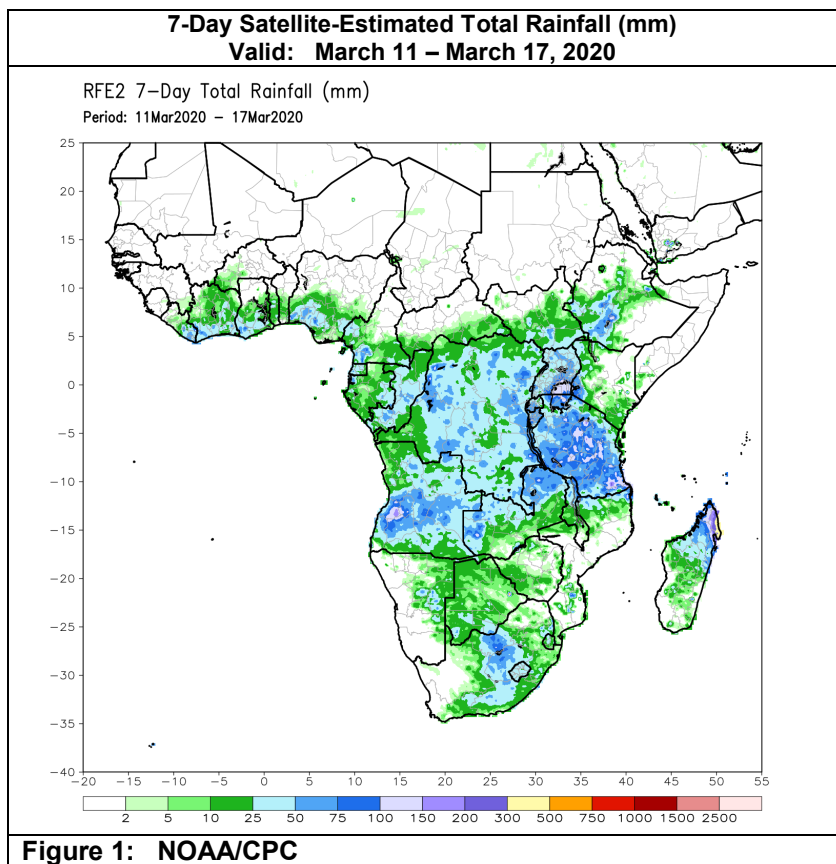 7-Day Satellite-Estimated Total Rainfall (mm)
Valid: March 11 – March 17, 2020
RFE2 7-Day Total Rainfall (mm)
Period: 11Mar2020 – 17Mar2020
25
20
15
10
5
0
-5
-10
-15
-20
-25
-30
-35
-40
-20 -15 -10 -5 0 5 10 15 20 25 30 35 40 45 50 55
2 5 10 25 50 75 100 150 200 300 500 750 1000 1500 2500
Figure 1: NOAA/CPC